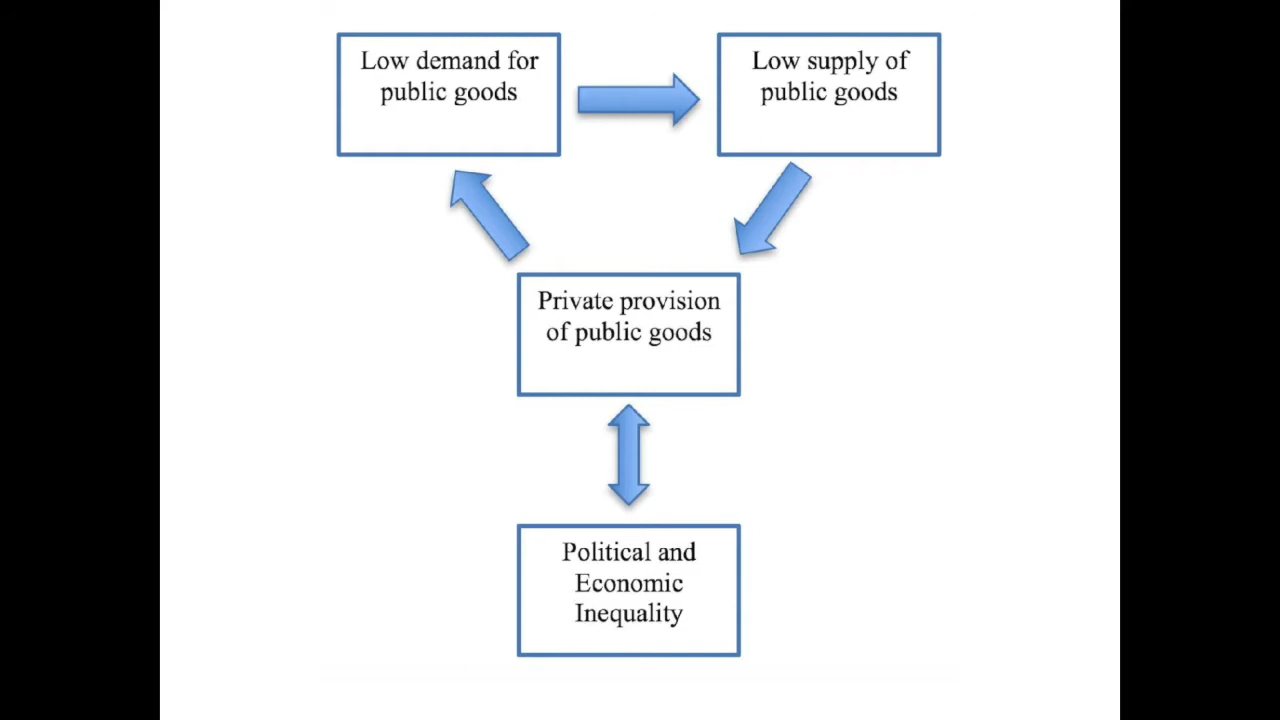 Low demand for
public goods
Low supply of
public goods
Private provision
of public goods
Political and
Economic
Inequality